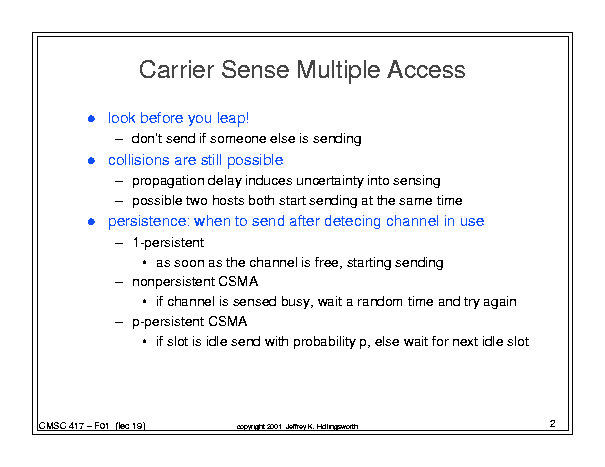 Carrier Sense Multiple Access
● look before you leap!
– don't send if someone else is sending
● collisions are still possible
– propagation delay induces uncertainty into sensing
– possible two hosts both start sending at the same time
● persistence: when to send after detecing channel in use
– 1-persistent
• as soon as the channel is free, starting sending
– nonpersistent CSMA
• if channel is sensed busy, wait a random time and try again
– p-persistent CSMA
• if slot is idle send with probability p, else wait for next idle slot
CMSC 417 – F01 (lec 19)
copyright 2001 Jeffrey K. Hollingsworth
2